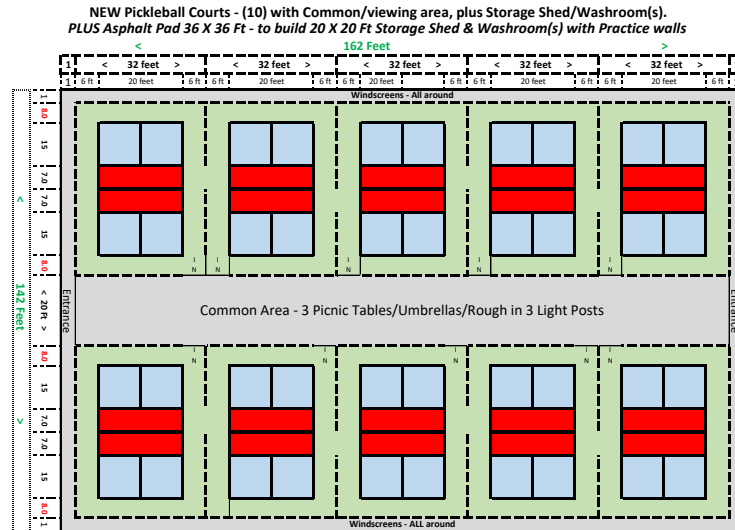 NEW Pickleball Courts - (10) with Common/viewing area, plus Storage Shed/Washroom(s).
PLUS Asphalt Pad 36 X 36 Ft - to build 20 X 20 Ft Storage Shed & Washroom(s) with Practice walls
< 162 Feet >
1 < 32 feet > < 32 feet > < 32 feet > < 32 feet > < 32 feet >
1 6 ft 20 feet 6 ft 6 ft 20 feet 6 ft 6 ft 20 feet 6 ft 6 ft 20 feet 6 ft 6 ft 20 feet 6 ft
Windscreens - All around
1
8.0
15
7.0
7.0
15
8.0
I I I I I
N N N N N
< 142 Feet >
< 20 Ft >
Entrance
Common Area - 3 Picnic Tables/Umbrellas/Rough in 3 Light Posts
Entrance
8.0
I I I I I
N N N N N
15
7.0
7.0
15
8.0
1
Windscreens - ALL around